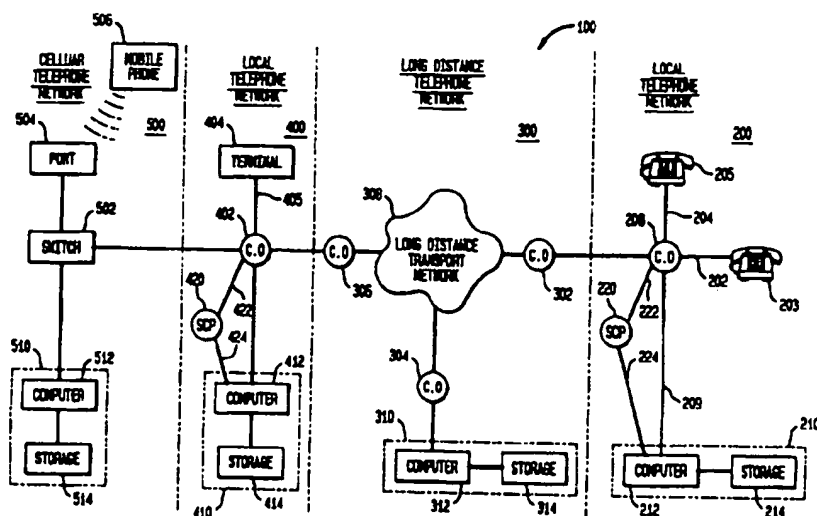 506
MOBILE
PHONE
CELLULAR
TELEPHONE
NETWORK
500
504
PORT
502
SWITCH
510
512
COMPUTER
STORAGE
514
LOCAL
TELEPHONE
NETWORK
400
404
TERMINAL
405
402
C.O
420
422
SCP
424
412
COMPUTER
STORAGE
410
414
100
LONG DISTANCE
TELEPHONE
NETWORK
300
308
LONG DISTANCE
TRANSPORT
NETWORK
C.O
306
C.O
302
304
C.O
310
COMPUTER
STORAGE
312
314
LOCAL
TELEPHONE
NETWORK
200
205
204
208
C.O
202
203
220
222
SCP
224
209
210
COMPUTER
STORAGE
212
214